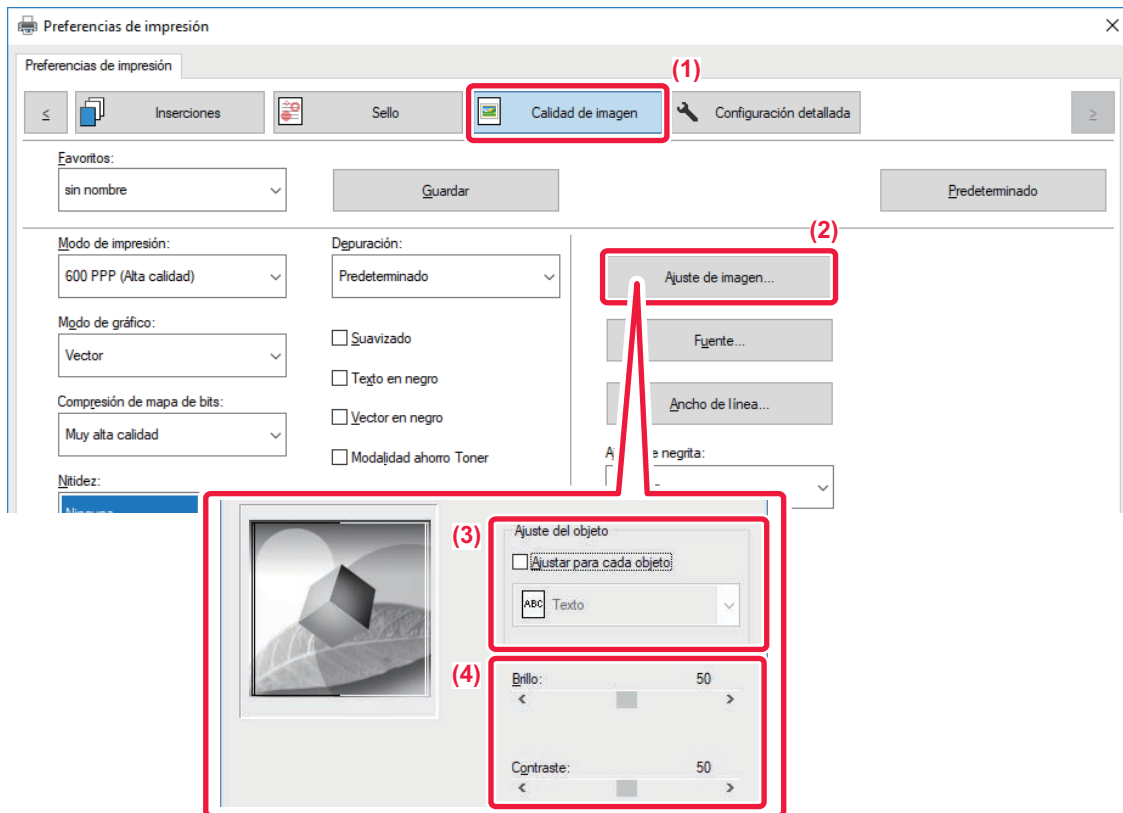 Preferencias de impresión
Preferencias de impresión
(1)
≤ Inserciones Sello Calidad de imagen Configuración detallada ≥
Favoritos:
sin nombre
Guardar
Predeterminado
(2)
Modo de impresión:
600 PPP (Alta calidad)
Depuración:
Predeterminado
Ajuste de imagen...
Modo de gráfico:
Vector
Suavizado
Fuente...
Texto en negro
Compresión de mapa de bits:
Muy alta calidad
Vector en negro
Ancho de línea...
Modalidad ahorro Toner
negrita:
Nitidez:
(3)
Ajuste del objeto
Ajustar para cada objeto
ABC Texto
(4)
Brillo: 50
< >
Contraste: 50
< >